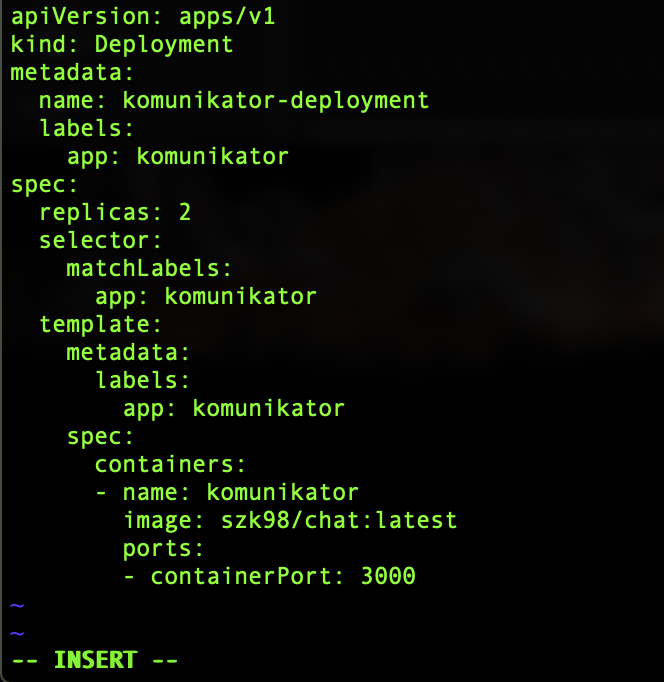 apiVersion: apps/v1
kind: Deployment
metadata:
  name: komunikator-deployment
  labels:
    app: komunikator
spec:
  replicas: 2
  selector:
    matchLabels:
      app: komunikator
  template:
    metadata:
      labels:
        app: komunikator
    spec:
      containers:
      - name: komunikator
        image: szk98/chat:latest
        ports:
        - containerPort: 3000
~
~
-- INSERT --